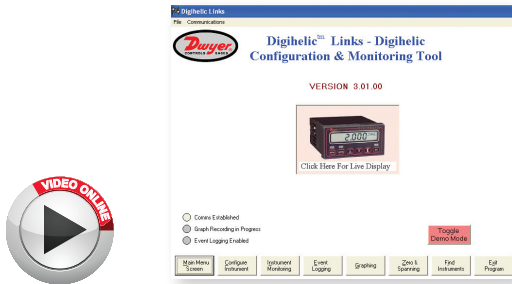 Digihelic Links
File Communications
Dwyer
Digihelic™ Links - Digihelic
Configuration & Monitoring Tool
VERSION 3.01.00
2.000
Click Here For Live Display
VIDEO ONLINE
Comms Established
Graph Recording in Progress
Event Logging Enabled
Toggle
Demo Mode
Main Menu
Screen
Configure
Instrument
Instrument
Monitoring
Event
Logging
Graphing
Zero &
Spanning
Find
Instruments
Exit
Program